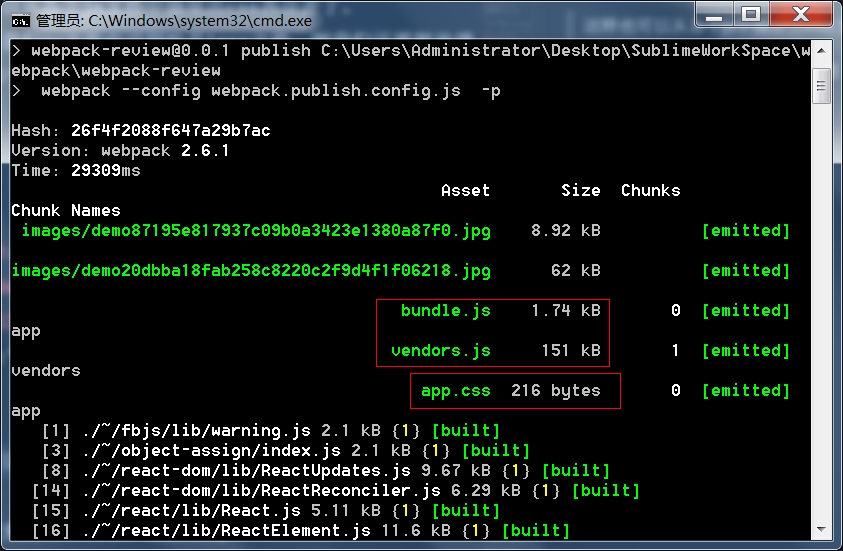 管理员: C:\Windows\system32\cmd.exe
> webpack-review@0.0.1 publish C:\Users\Administrator\Desktop\SublimeWorkSpace\w
ebpack\webpack-review
>  webpack --config webpack.publish.config.js  -p
Hash: 26f4f2088f647a29b7ac
Version: webpack 2.6.1
Time: 29309ms
Asset       Size  Chunks
Chunk Names
images/demo87195e817937c09b0a3423e1380a87f0.jpg    8.92 kB          [emitted]
images/demo20dbba18fab258c8220c2f9d4f1f06218.jpg      62 kB          [emitted]
bundle.js    1.74 kB       0  [emitted]
app
vendors.js     151 kB       1  [emitted]
vendors
app.css  216 bytes       0  [emitted]
app
[1] ./~/fbjs/lib/warning.js 2.1 kB {1} [built]
[3] ./~/object-assign/index.js 2.1 kB {1} [built]
[8] ./~/react-dom/lib/ReactUpdates.js 9.67 kB {1} [built]
[14] ./~/react-dom/lib/ReactReconciler.js 6.29 kB {1} [built]
[15] ./~/react/lib/React.js 5.11 kB {1} [built]
[16] ./~/react/lib/ReactElement.js 11.6 kB {1} [built]